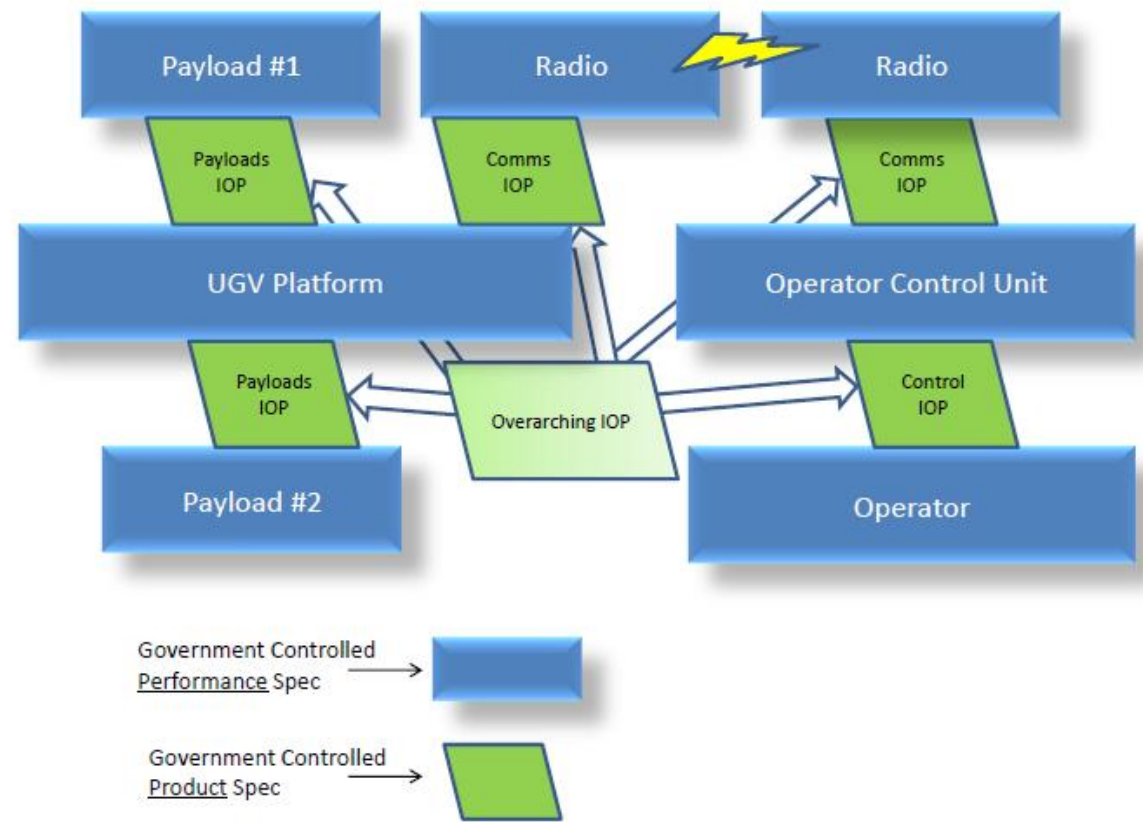 Payload #1
Radio
Radio
Payloads
IOP
Comms
IOP
Comms
IOP
UGV Platform
Operator Control Unit
Payloads
IOP
Overarching IOP
Control
IOP
Payload #2
Operator
Government Controlled
Performance Spec
Government Controlled
Product Spec